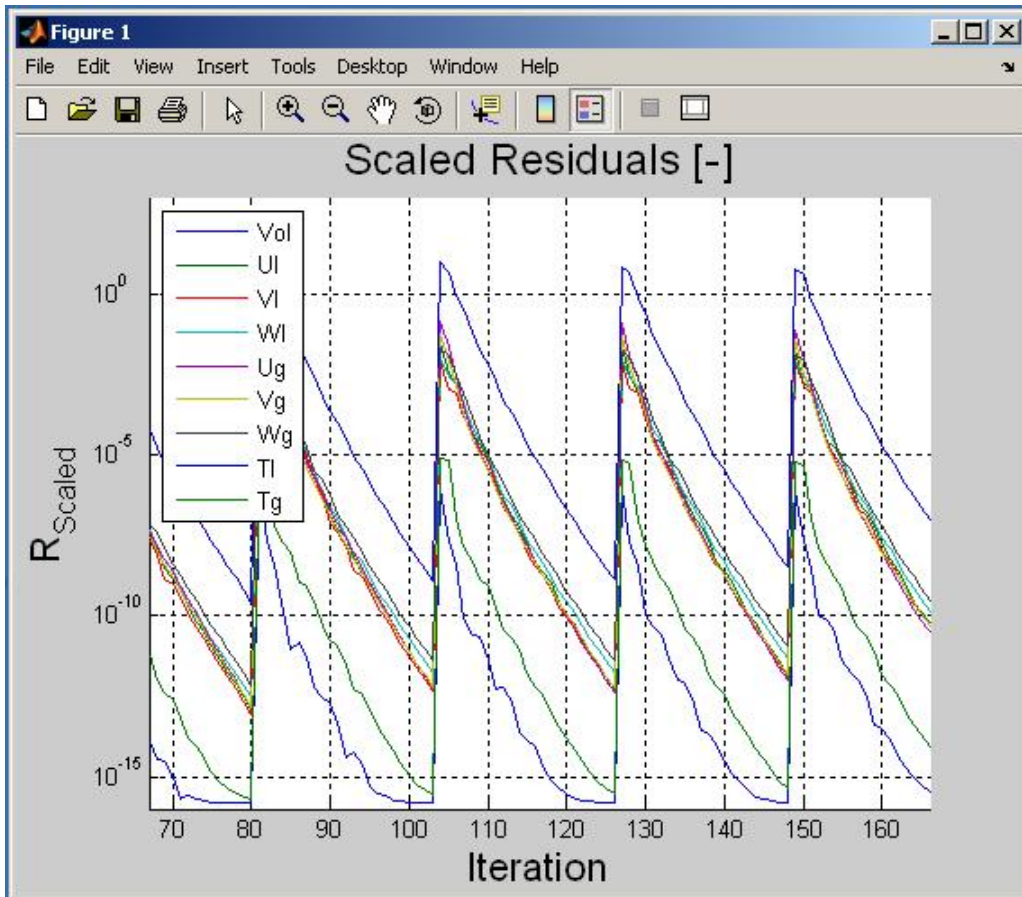 Figure 1
File Edit View Insert Tools Desktop Window Help
Scaled Residuals [-]
Vol
Ul
Vl
Wl
Ug
Vg
Wg
Tl
Tg
10^0
10^-5
10^-10
10^-15
R_Scaled
70 80 90 100 110 120 130 140 150 160
Iteration